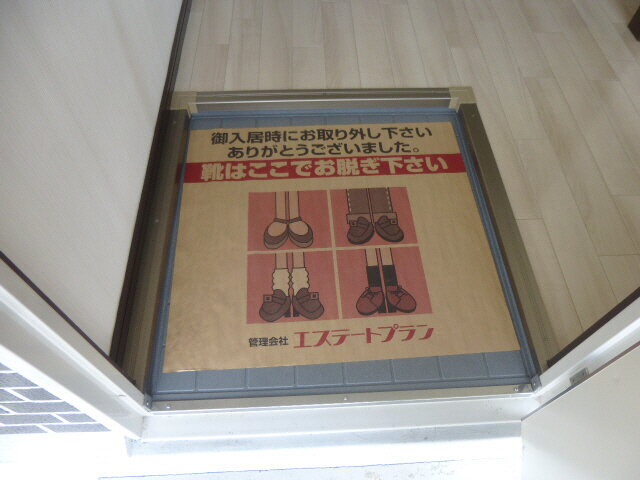 御入居時にお取り外し下さい
ありがとうございました。
靴はここでお脱ぎ下さい
管理会社 エステートプラン